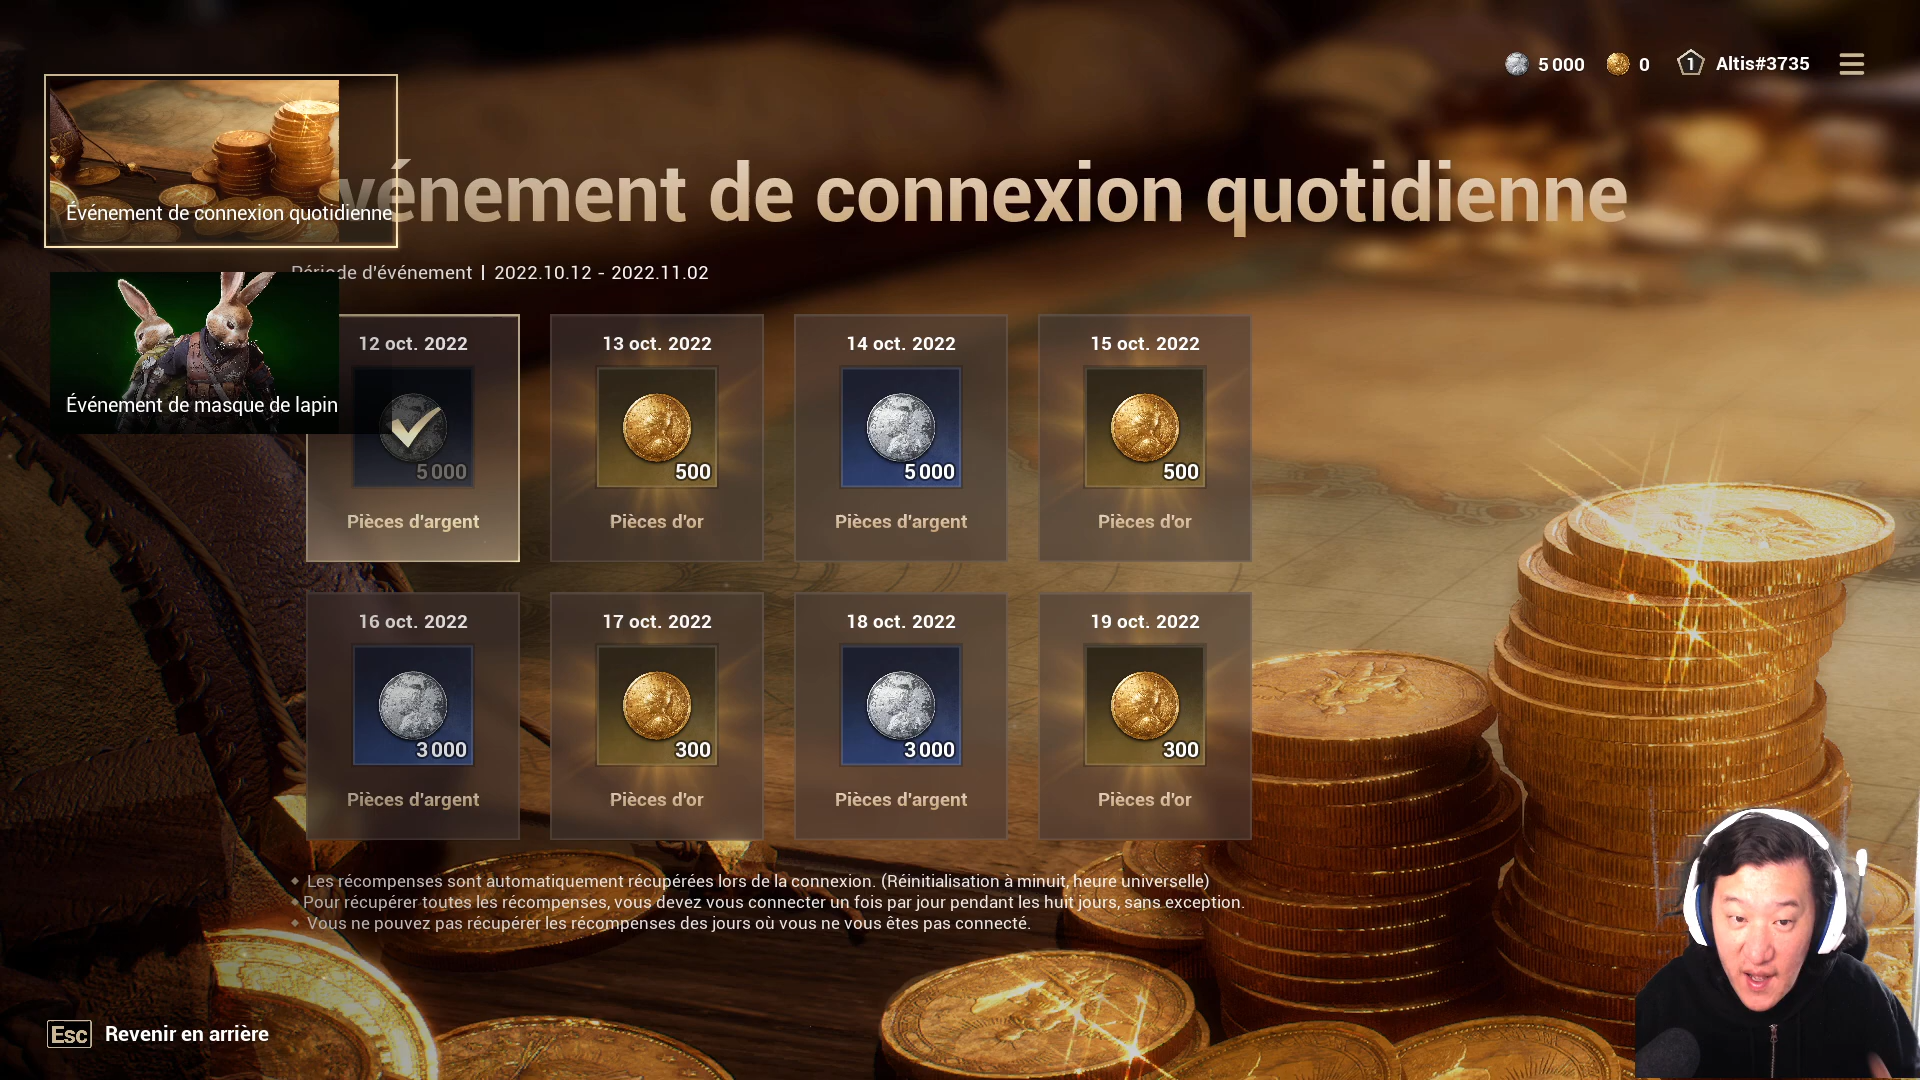 5 000
0
1
Altis#3735
Événement de connexion quotidienne
vénement de connexion quotidienne
Période d'événement | 2022.10.12 - 2022.11.02
Événement de masque de lapin
12 oct. 2022
5 000
Pièces d'argent
13 oct. 2022
500
Pièces d'or
14 oct. 2022
5 000
Pièces d'argent
15 oct. 2022
500
Pièces d'or
16 oct. 2022
3 000
Pièces d'argent
17 oct. 2022
300
Pièces d'or
18 oct. 2022
3 000
Pièces d'argent
19 oct. 2022
300
Pièces d'or
Les récompenses sont automatiquement récupérées lors de la connexion. (Réinitialisation à minuit, heure universelle)
Pour récupérer toutes les récompenses, vous devez vous connecter un fois par jour pendant les huit jours, sans exception.
Vous ne pouvez pas récupérer les récompenses des jours où vous ne vous êtes pas connecté.
Esc Revenir en arrière